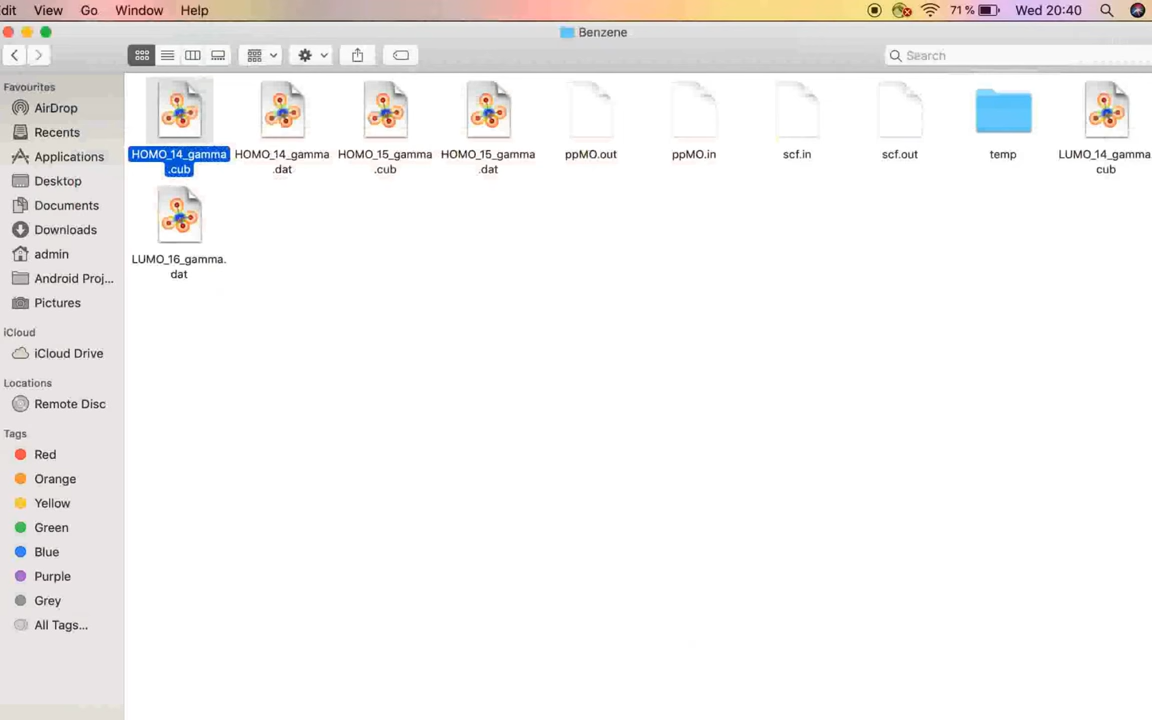 dit View Go Window Help 71 % Wed 20:40
Benzene
Search
Favourites
AirDrop
Recents
Applications
Desktop
Documents
Downloads
admin
Android Proj...
Pictures
iCloud
iCloud Drive
Locations
Remote Disc
Tags
Red
Orange
Yellow
Green
Blue
Purple
Grey
All Tags...
HOMO_14_gamma
.cub
HOMO_14_gamma
.dat
HOMO_15_gamma
.cub
HOMO_15_gamma
.dat
ppMO.out
ppMO.in
scf.in
scf.out
temp
LUMO_14_gamma
cub
LUMO_16_gamma.
dat